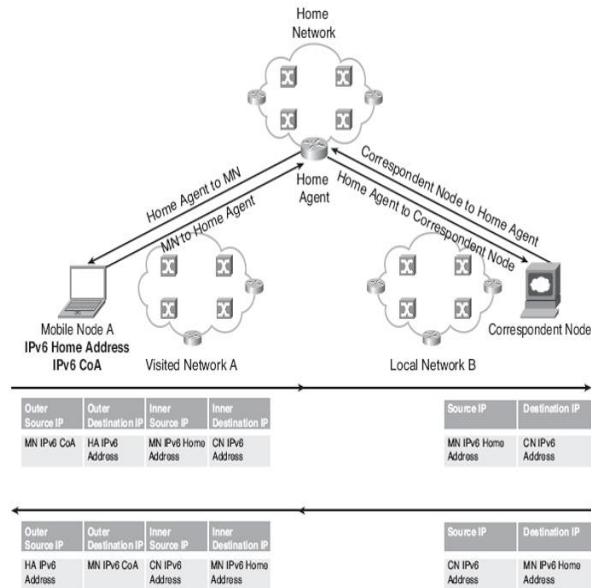 Home
Network
Home
Agent
Home Agent to MN
MN to Home Agent
Correspondent Node to Home Agent
Home Agent to Correspondent Node
Mobile Node A
IPv6 Home Address
IPv6 CoA
Visited Network A
Local Network B
Correspondent Node
Outer Source IP
Outer Destination IP
Inner Source IP
Inner Destination IP
MN IPv6 CoA
HA IPv6 Address
MN IPv6 Home Address
CN IPv6 Address
Source IP
Destination IP
MN IPv6 Home Address
CN IPv6 Address
Outer Source IP
Outer Destination IP
Inner Source IP
Inner Destination IP
HA IPv6 Address
MN IPv6 CoA
CN IPv6 Address
MN IPv6 Home Address
Source IP
Destination IP
CN IPv6 Address
MN IPv6 Home Address